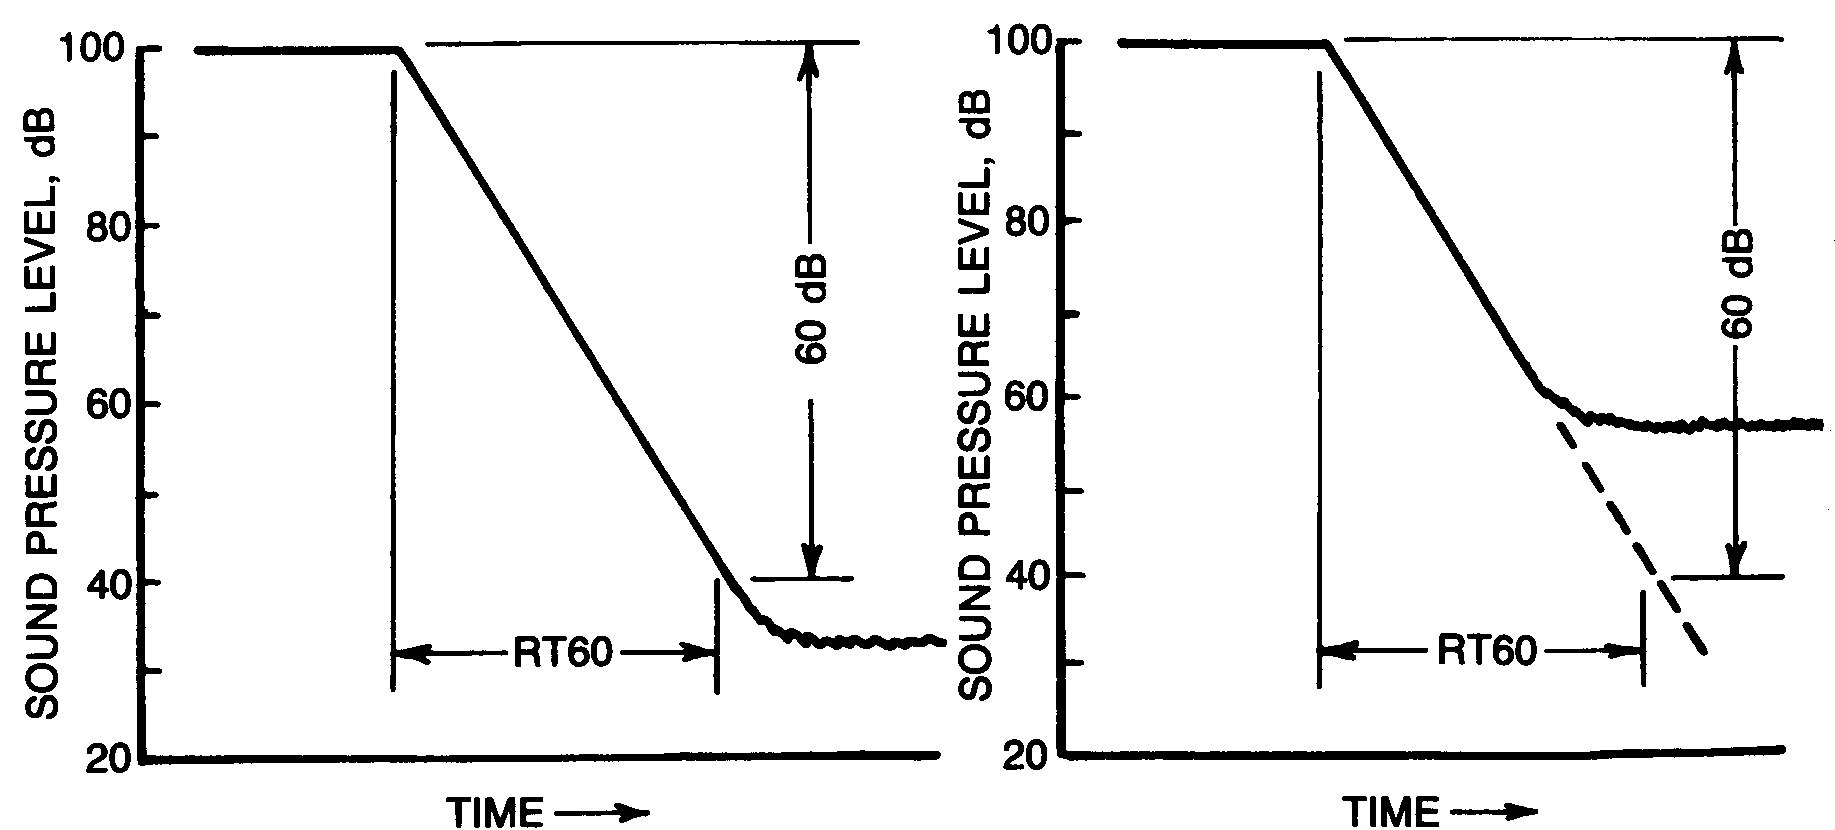 SOUND PRESSURE LEVEL, dB
100
80
60
40
20
60 dB
RT60
TIME
SOUND PRESSURE LEVEL, dB
100
80
60
40
20
60 dB
RT60
TIME